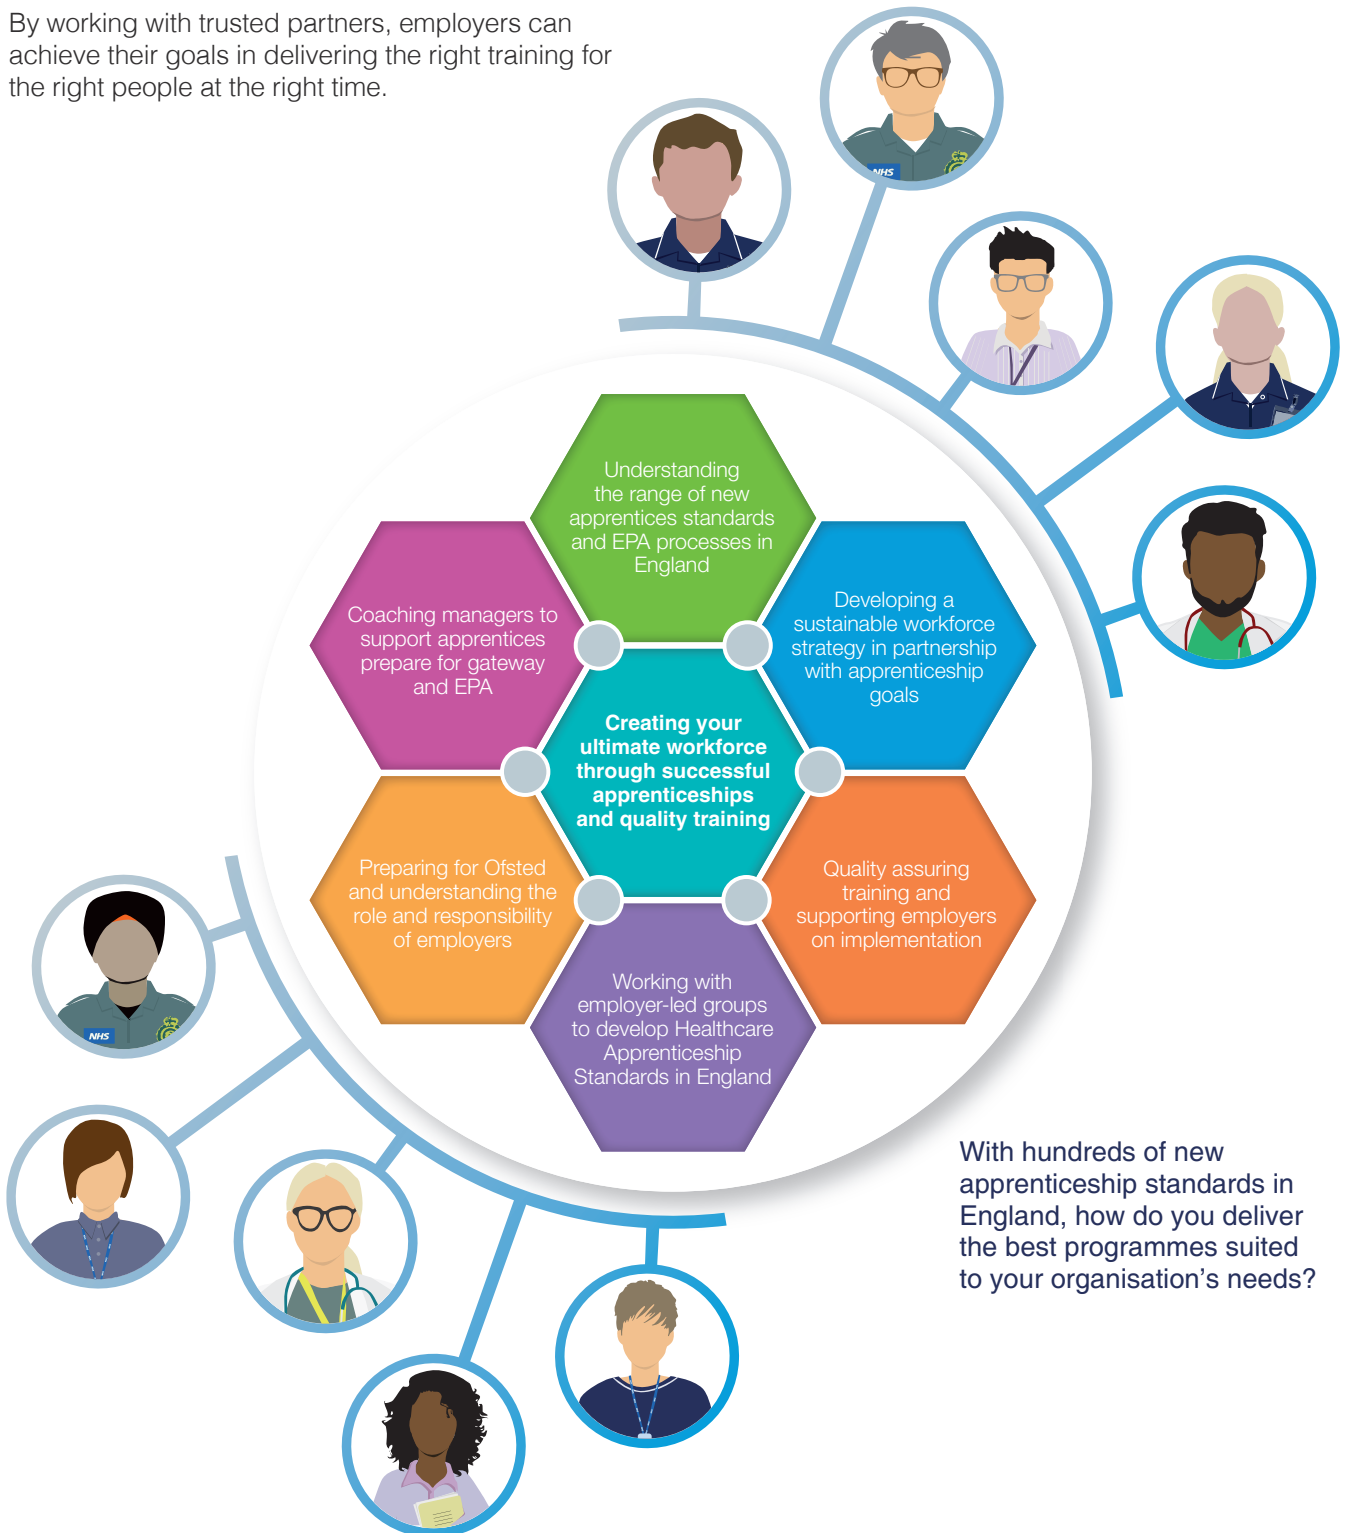 By working with trusted partners, employers can
achieve their goals in delivering the right training for
the right people at the right time.
NHS
Understanding
the range of new
apprentices standards
and EPA processes in
England
Coaching managers to
support apprentices
prepare for gateway
and EPA
Developing a
sustainable workforce
strategy in partnership
with apprenticeship
goals
Creating your
ultimate workforce
through successful
apprenticeships
and quality training
Preparing for Ofsted
and understanding the
role and responsibility
of employers
Quality assuring
training and
supporting employers
on implementation
Working with
employer-led groups
to develop Healthcare
Apprenticeship
Standards in England
NHS
With hundreds of new
apprenticeship standards in
England, how do you deliver
the best programmes suited
to your organisation’s needs?